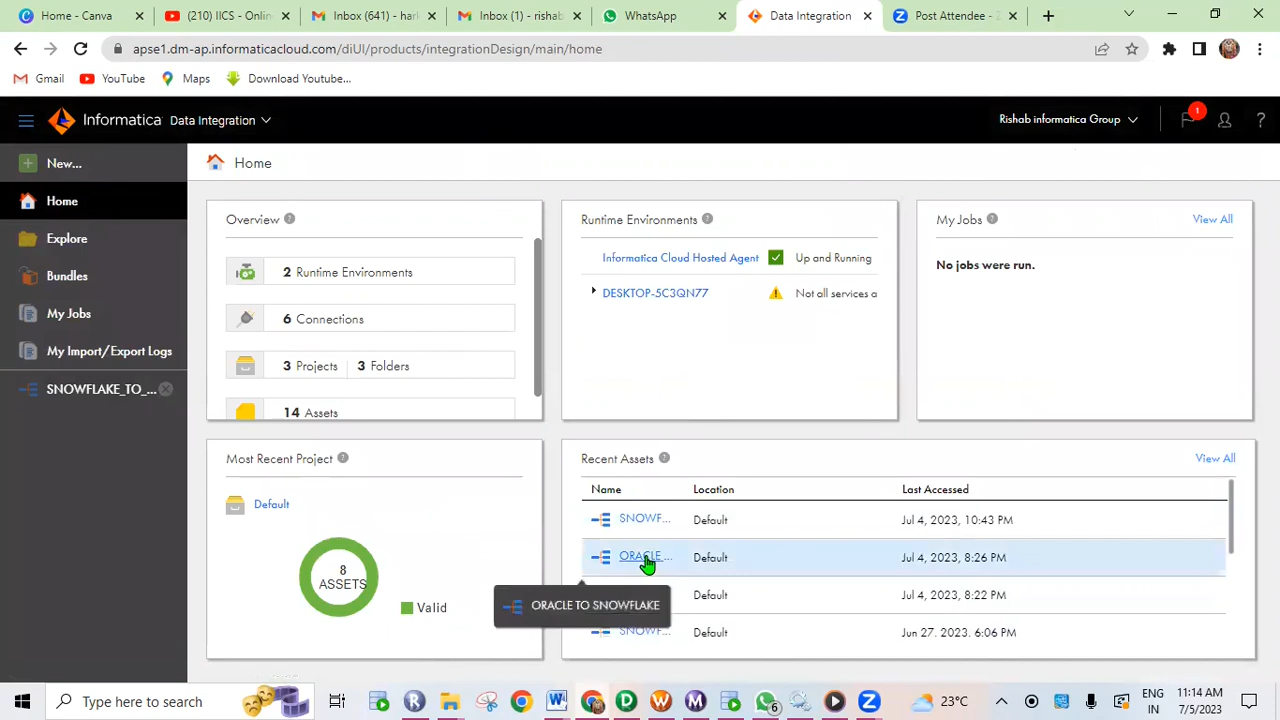 Home - Canva
(210) IICS - Onlin
Inbox (641) - hari
Inbox (1) - rishab
WhatsApp
Data Integration
Post Attendee - Z
apse1.dm-ap.informaticacloud.com/diUI/products/integrationDesign/main/home
Gmail
YouTube
Maps
Download Youtube...
Informatica
Data Integration
Rishab informatica Group
1
?
New...
Home
Explore
Bundles
My Jobs
My Import/Export Logs
SNOWFLAKE_TO_...
Home
Overview
2 Runtime Environments
6 Connections
3 Projects
3 Folders
14 Assets
Runtime Environments
Informatica Cloud Hosted Agent
Up and Running
DESKTOP-5C3QN77
Not all services a
My Jobs
View All
No jobs were run.
Most Recent Project
Default
8
ASSETS
Valid
Recent Assets
View All
Name Location Last Accessed
SNOWF... Default Jul 4, 2023, 10:43 PM
ORACLE ... Default Jul 4, 2023, 8:26 PM
ORACLE TO SNOWFLAKE
Default Jul 4, 2023, 8:22 PM
SNOWF... Default Jun 27, 2023, 6:06 PM
Type here to search
6
23°C
ENG
IN
11:14 AM
7/5/2023